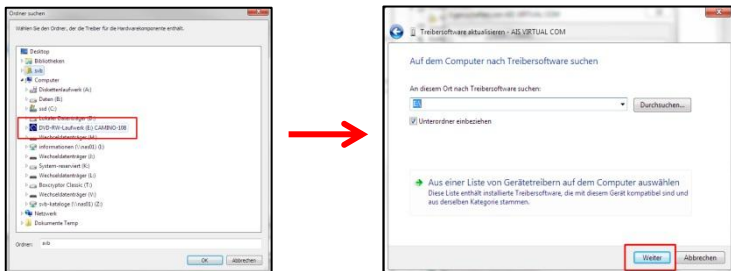 Ordner suchen
Wählen Sie den Ordner, der die Treiber für die Hardwarekomponente enthält.
Desktop
Bibliotheken
svb
Computer
Diskettenlaufwerk (A:)
Daten (B:)
ssd (C:)
Lokaler Datenträger (D:)
DVD-RW-Laufwerk (E:) CAMINO-108
Wechseldatenträger (H:)
informationen (\\nas01) (I:)
Wechseldatenträger (J:)
System-reserviert (K:)
Wechseldatenträger (L:)
Boxcryptor Classic (T:)
Wechseldatenträger (V:)
svb-kataloge (\\nas01) (Z:)
Netzwerk
Dokumente Temp
Ordner: svb
OK Abbrechen
Treibersoftware aktualisieren - AIS VIRTUAL COM
Auf dem Computer nach Treibersoftware suchen
An diesem Ort nach Treibersoftware suchen:
E:\
Durchsuchen...
Unterordner einbeziehen
Aus einer Liste von Gerätetreibern auf dem Computer auswählen
Diese Liste enthält installierte Treibersoftware, die mit diesem Gerät kompatibel sind und
aus derselben Kategorie stammen.
Weiter Abbrechen